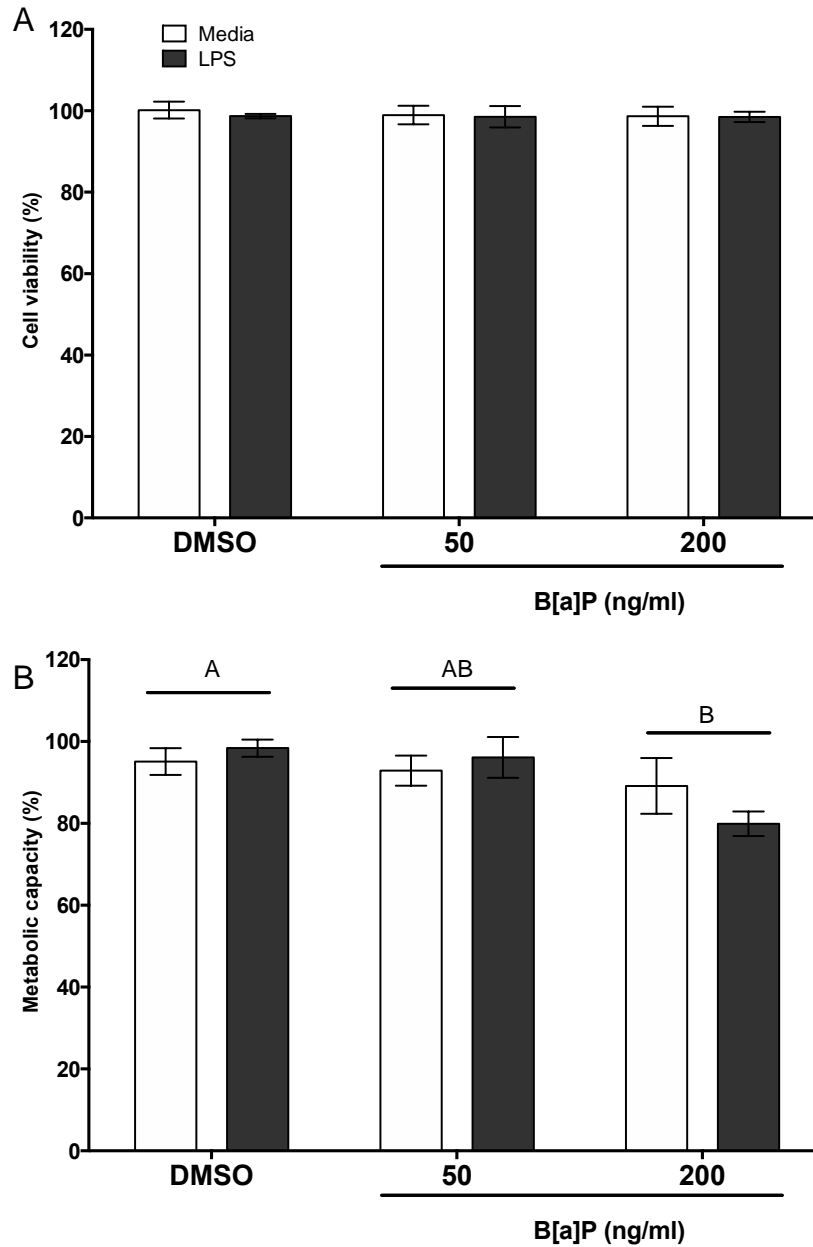 A
120
Media
LPS
100
80
60
40
20
0
Cell viability (%)
DMSO 50 200
B[a]P (ng/ml)
B
120
A AB B
100
80
60
40
20
0
Metabolic capacity (%)
DMSO 50 200
B[a]P (ng/ml)